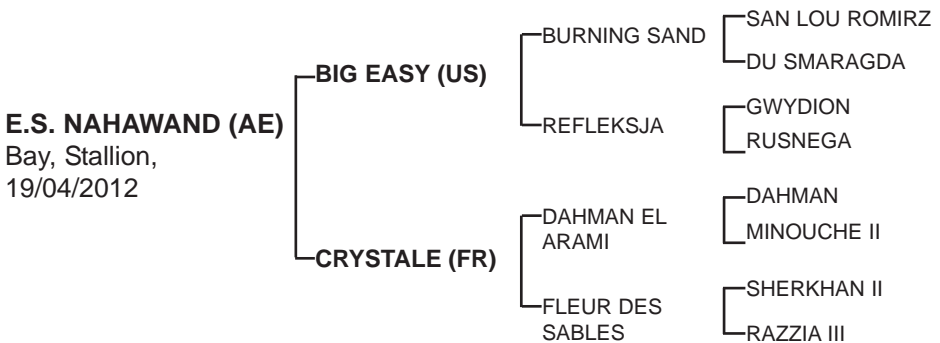 E.S. NAHAWAND (AE)
Bay, Stallion,
19/04/2012
BIG EASY (US)
BURNING SAND
SAN LOU ROMIRZ
DU SMARAGDA
REFLEKSJA
GWYDION
RUSNEGA
CRYSTALE (FR)
DAHMAN EL
ARAMI
DAHMAN
MINOUCHE II
FLEUR DES
SABLES
SHERKHAN II
RAZZIA III